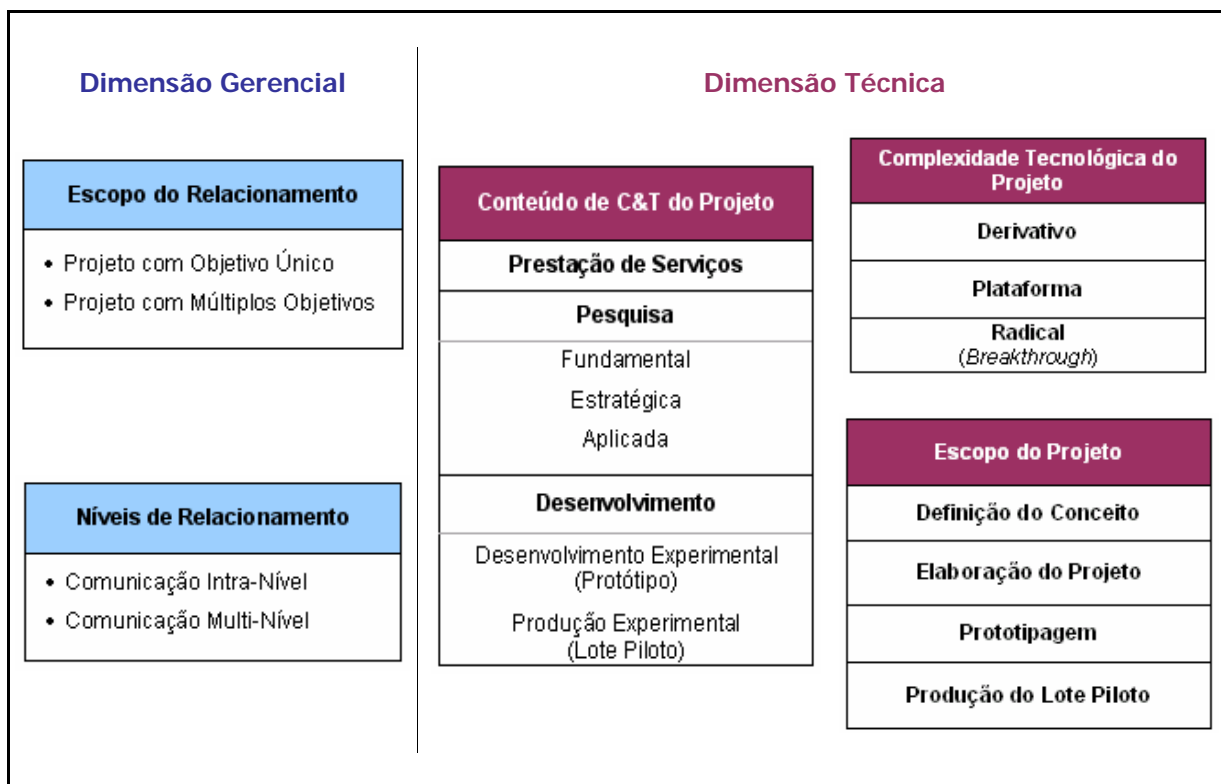 Dimensão Gerencial
Escopo do Relacionamento
• Projeto com Objetivo Único
• Projeto com Múltiplos Objetivos
Níveis de Relacionamento
• Comunicação Intra-Nível
• Comunicação Multi-Nível
Dimensão Técnica
Conteúdo de C&T do Projeto
Prestação de Serviços
Pesquisa
Fundamental
Estratégica
Aplicada
Desenvolvimento
Desenvolvimento Experimental
(Protótipo)
Produção Experimental
(Lote Piloto)
Complexidade Tecnológica do
Projeto
Derivativo
Plataforma
Radical
(Breakthrough)
Escopo do Projeto
Definição do Conceito
Elaboração do Projeto
Prototipagem
Produção do Lote Piloto